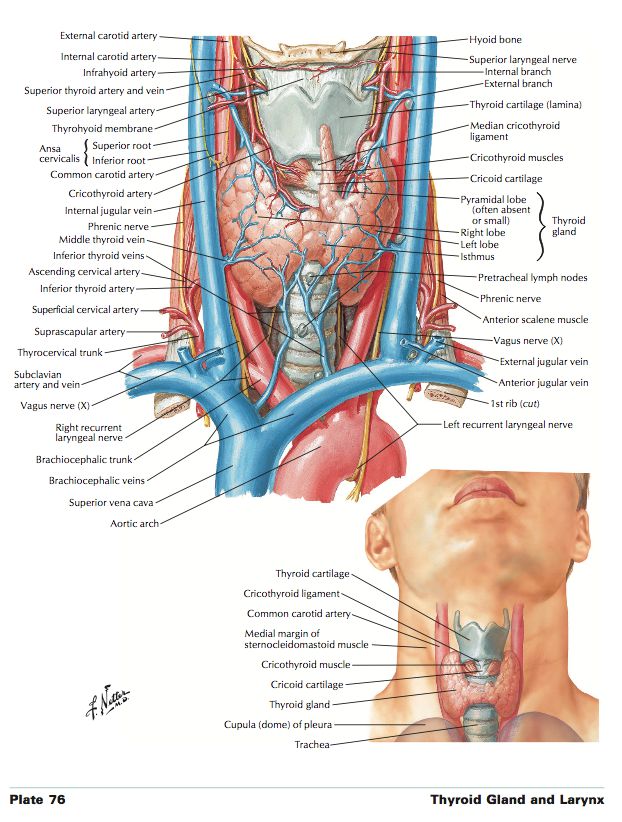 External carotid artery
Internal carotid artery
Infrahyoid artery
Superior thyroid artery and vein
Superior laryngeal artery
Thyrohyoid membrane
Ansa
cervicalis
Superior root
Inferior root
Common carotid artery
Cricothyroid artery
Internal jugular vein
Phrenic nerve
Middle thyroid vein
Inferior thyroid veins
Ascending cervical artery
Inferior thyroid artery
Superficial cervical artery
Suprascapular artery
Thyrocervical trunk
Subclavian
artery and vein
Vagus nerve (X)
Right recurrent
laryngeal nerve
Brachiocephalic trunk
Brachiocephalic veins
Superior vena cava
Aortic arch
Hyoid bone
Superior laryngeal nerve
Internal branch
External branch
Thyroid cartilage (lamina)
Median cricothyroid
ligament
Cricothyroid muscles
Cricoid cartilage
Pyramidal lobe
(often absent
or small)
Right lobe
Left lobe
Isthmus
Thyroid
gland
Pretracheal lymph nodes
Phrenic nerve
Anterior scalene muscle
Vagus nerve (X)
External jugular vein
Anterior jugular vein
1st rib (cut)
Left recurrent laryngeal nerve
Thyroid cartilage
Cricothyroid ligament
Common carotid artery
Medial margin of
sternocleidomastoid muscle
Cricothyroid muscle
Cricoid cartilage
Thyroid gland
Cupula (dome) of pleura
Trachea
F. Netter
M.D.
Plate 76
Thyroid Gland and Larynx